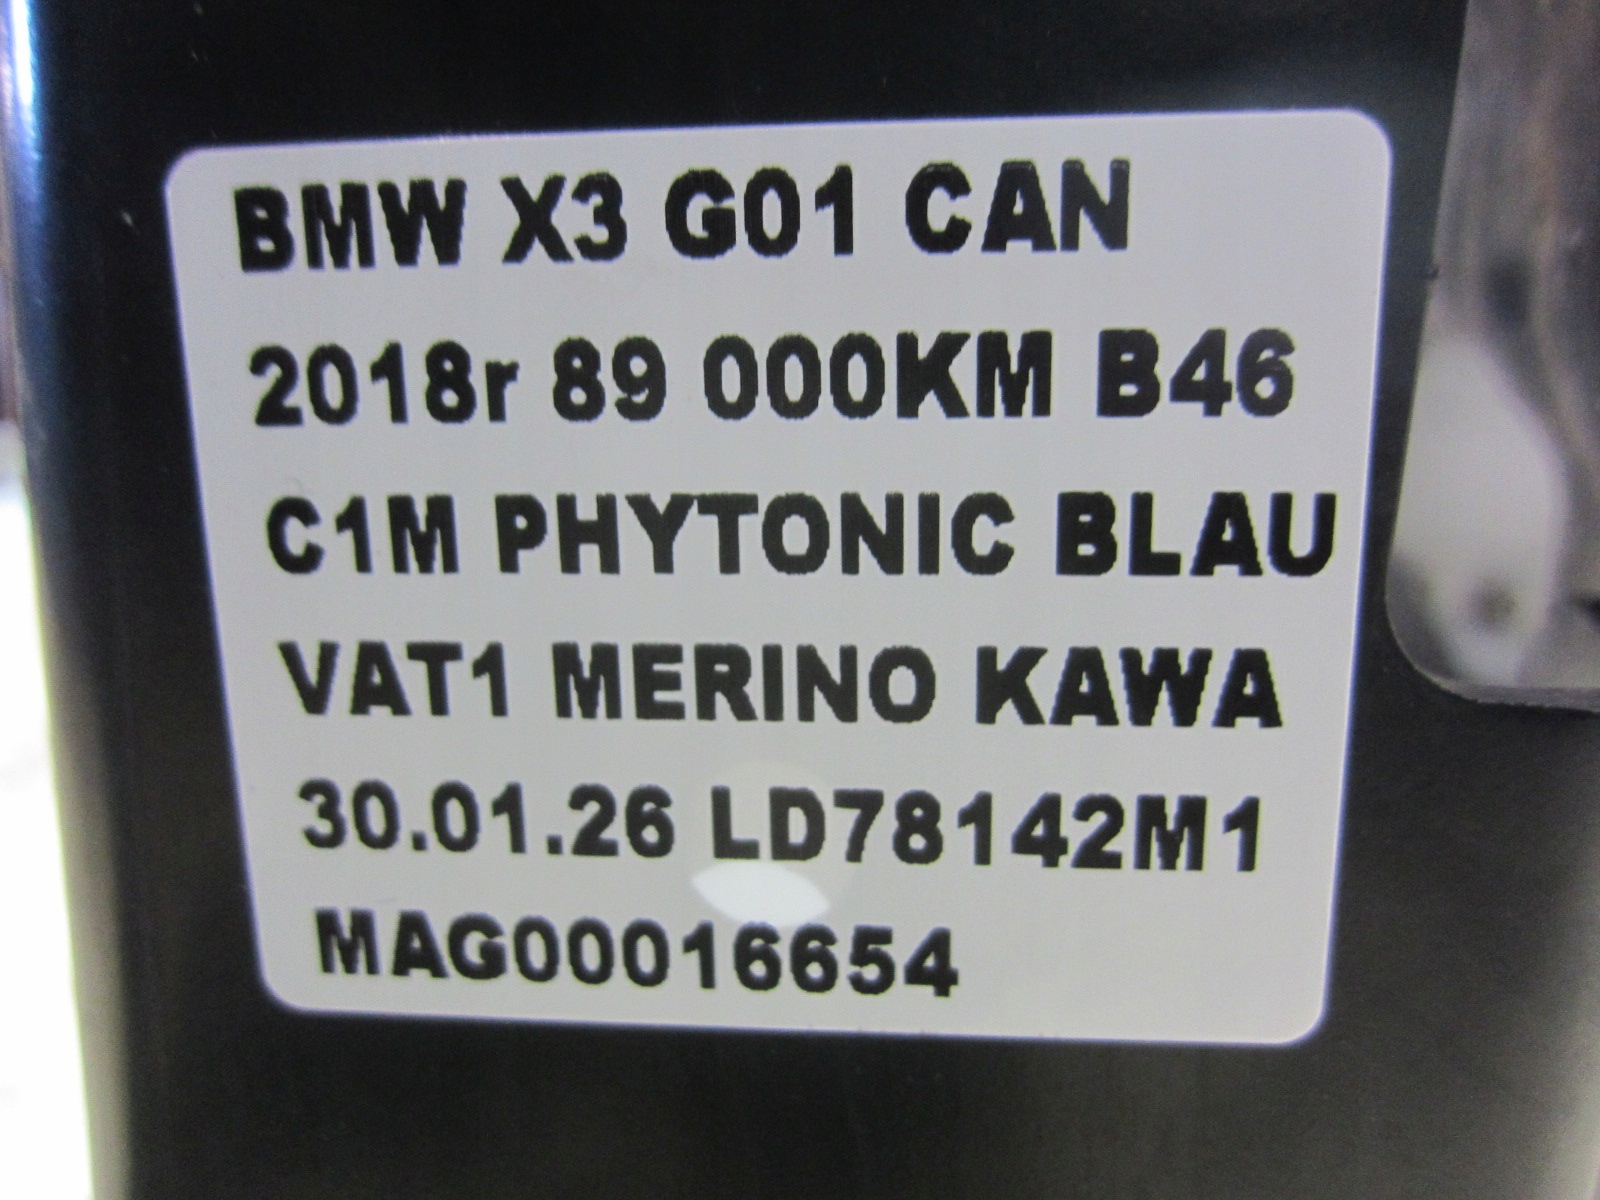 BMW X3 G01 CAN
2018r 89 000KM B46
C1M PHYTONIC BLAU
VAT1 MERINO KAWA
30.01.26 LD78142M1
MAG00016654